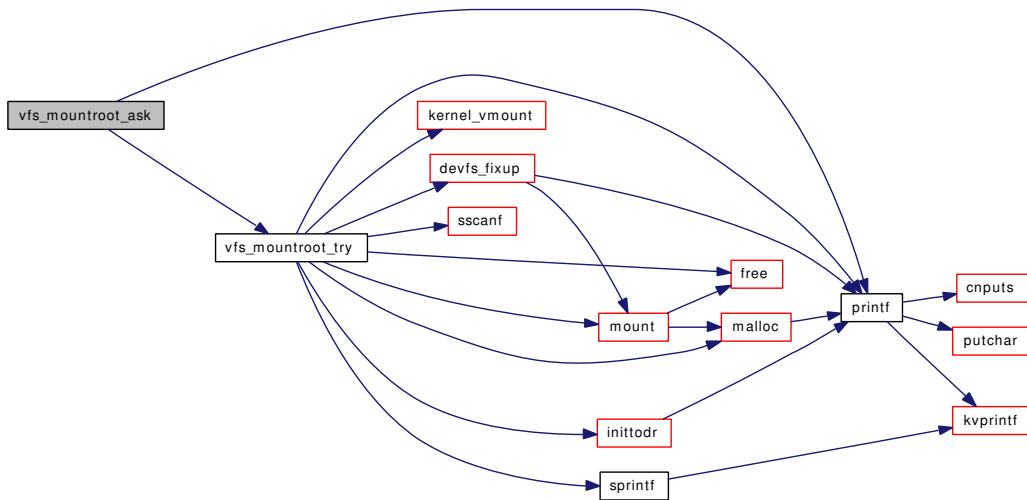 vfs_mountroot_ask
vfs_mountroot_try
kernel_vmount
devfs_fixup
sscanf
free
mount
malloc
inittodr
sprintf
printf
cnputs
putchar
kvprintf